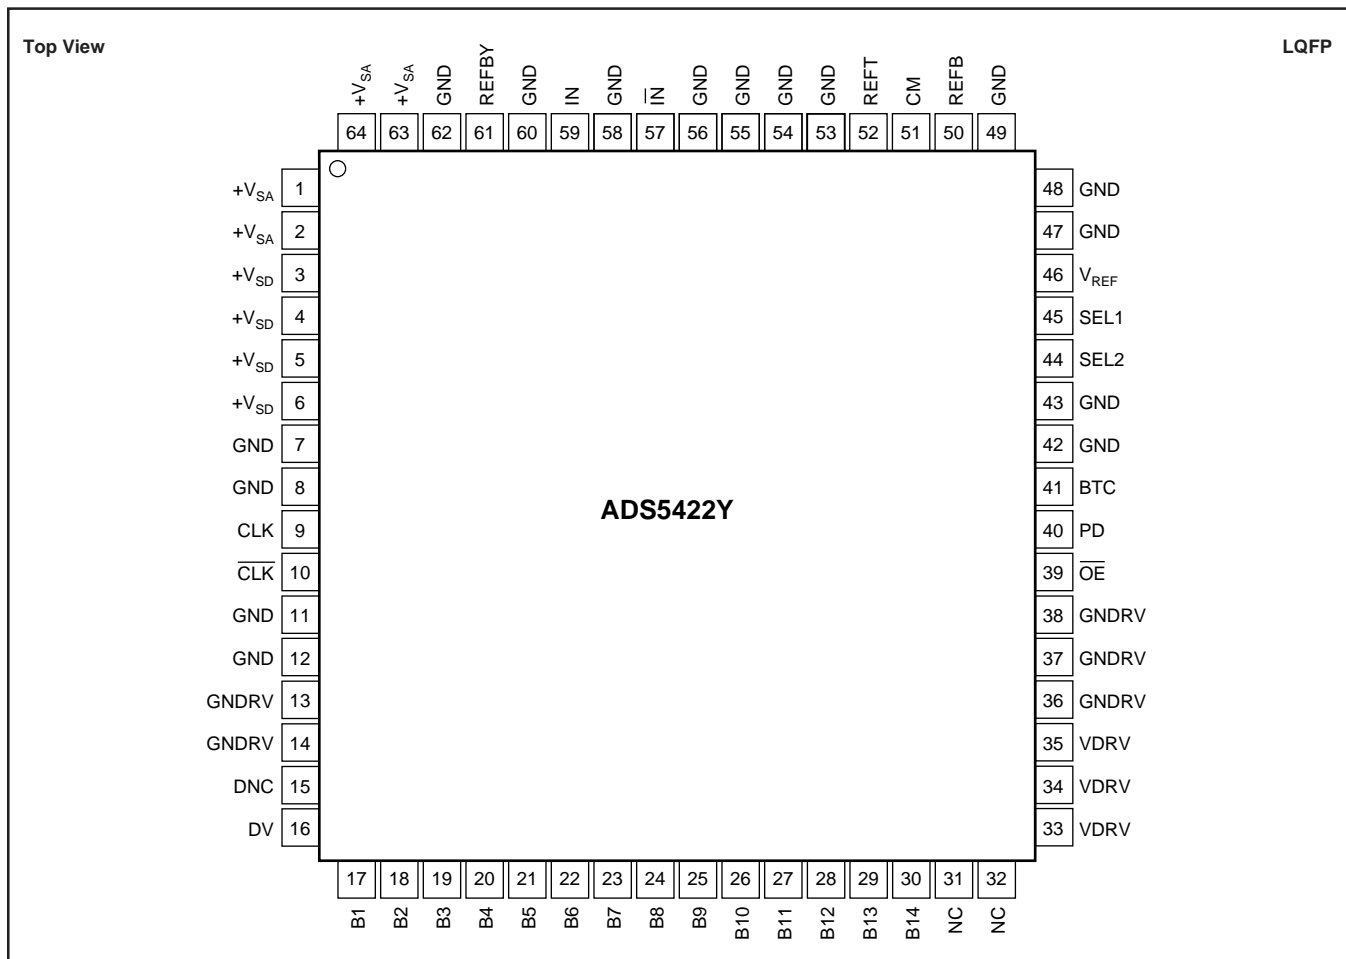 Top View
LQFP
+VSA +VSA GND REFBY GND IN GND I̅N̅ GND GND GND GND REFT CM REFB GND
64 63 62 61 60 59 58 57 56 55 54 53 52 51 50 49
+VSA 1 48 GND
+VSA 2 47 GND
+VSD 3 46 VREF
+VSD 4 45 SEL1
+VSD 5 44 SEL2
+VSD 6 43 GND
GND 7 42 GND
GND 8 41 BTC
CLK 9 40 PD
C̅L̅K̅ 10 39 O̅E̅
GND 11 38 GNDRV
GND 12 37 GNDRV
GNDRV 13 36 GNDRV
GNDRV 14 35 VDRV
DNC 15 34 VDRV
DV 16 33 VDRV
ADS5422Y
17 18 19 20 21 22 23 24 25 26 27 28 29 30 31 32
B1 B2 B3 B4 B5 B6 B7 B8 B9 B10 B11 B12 B13 B14 NC NC